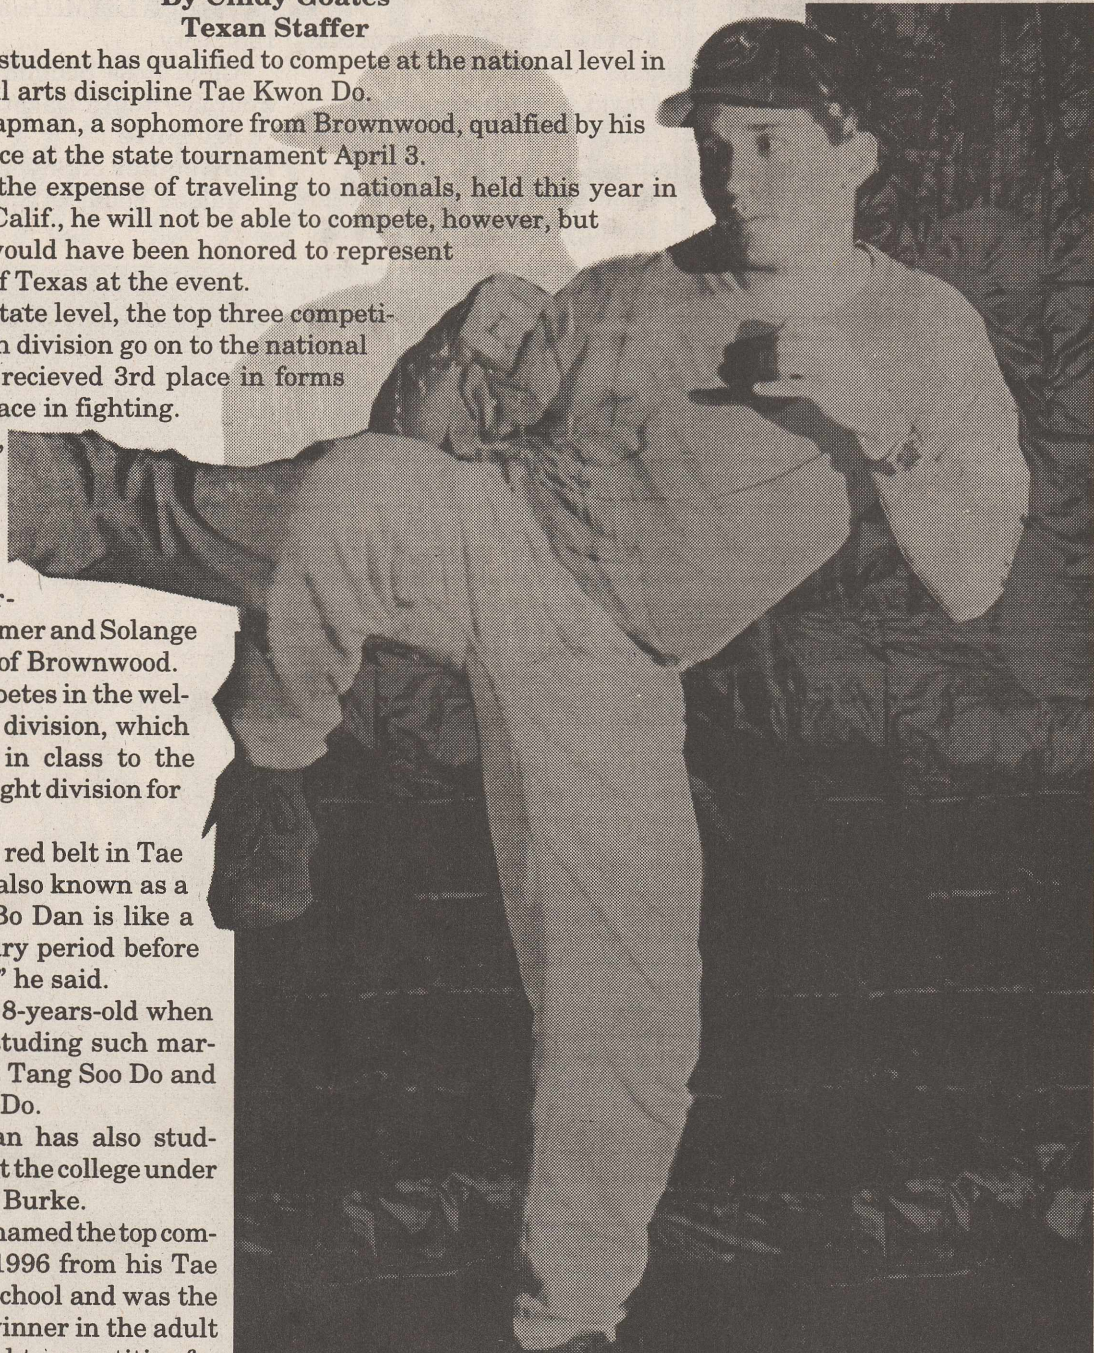 By Cindy Coates
Texan Staffer
student has qualified to compete at the national level in
l arts discipline Tae Kwon Do.
apman, a sophomore from Brownwood, qualfied by his
ce at the state tournament April 3.
the expense of traveling to nationals, held this year in
Calif., he will not be able to compete, however, but
would have been honored to represent
f Texas at the event.
tate level, the top three competi-
n division go on to the national
recieved 3rd place in forms
ace in fighting.
r-
mer and Solange
of Brownwood.
petes in the wel-
division, which
in class to the
ght division for
red belt in Tae
also known as a
Bo Dan is like a
ry period before
" he said.
8-years-old when
tuding such mar-
Tang Soo Do and
Do.
an has also stud-
t the college under
Burke.
named the top com-
1996 from his Tae
chool and was the
inner in the adult